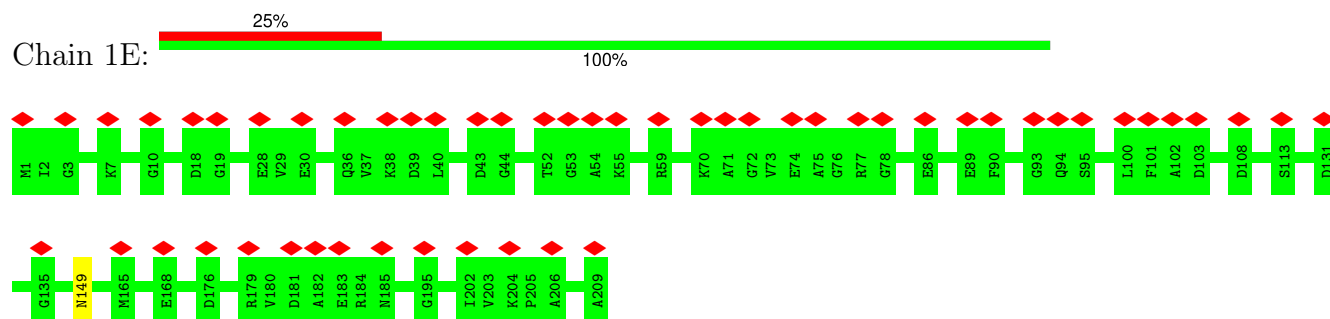 25%
Chain 1E:
100%
M1 I2 G3 K7 G10 D18 G19 E28 V29 E30 Q36 V37 K38 D39 L40 D43 G44 T52 G53 A54 K55 R59 K70 A71 G72 V73 E74 A75 G76 R77 G78 E86 E89 F90 G93 Q94 S95 L100 F101 A102 D103 D108 S113 D131
G135 N149 M165 E168 D176 R179 V180 D181 A182 E183 R184 N185 G195 I202 V203 K204 P205 A206 A209